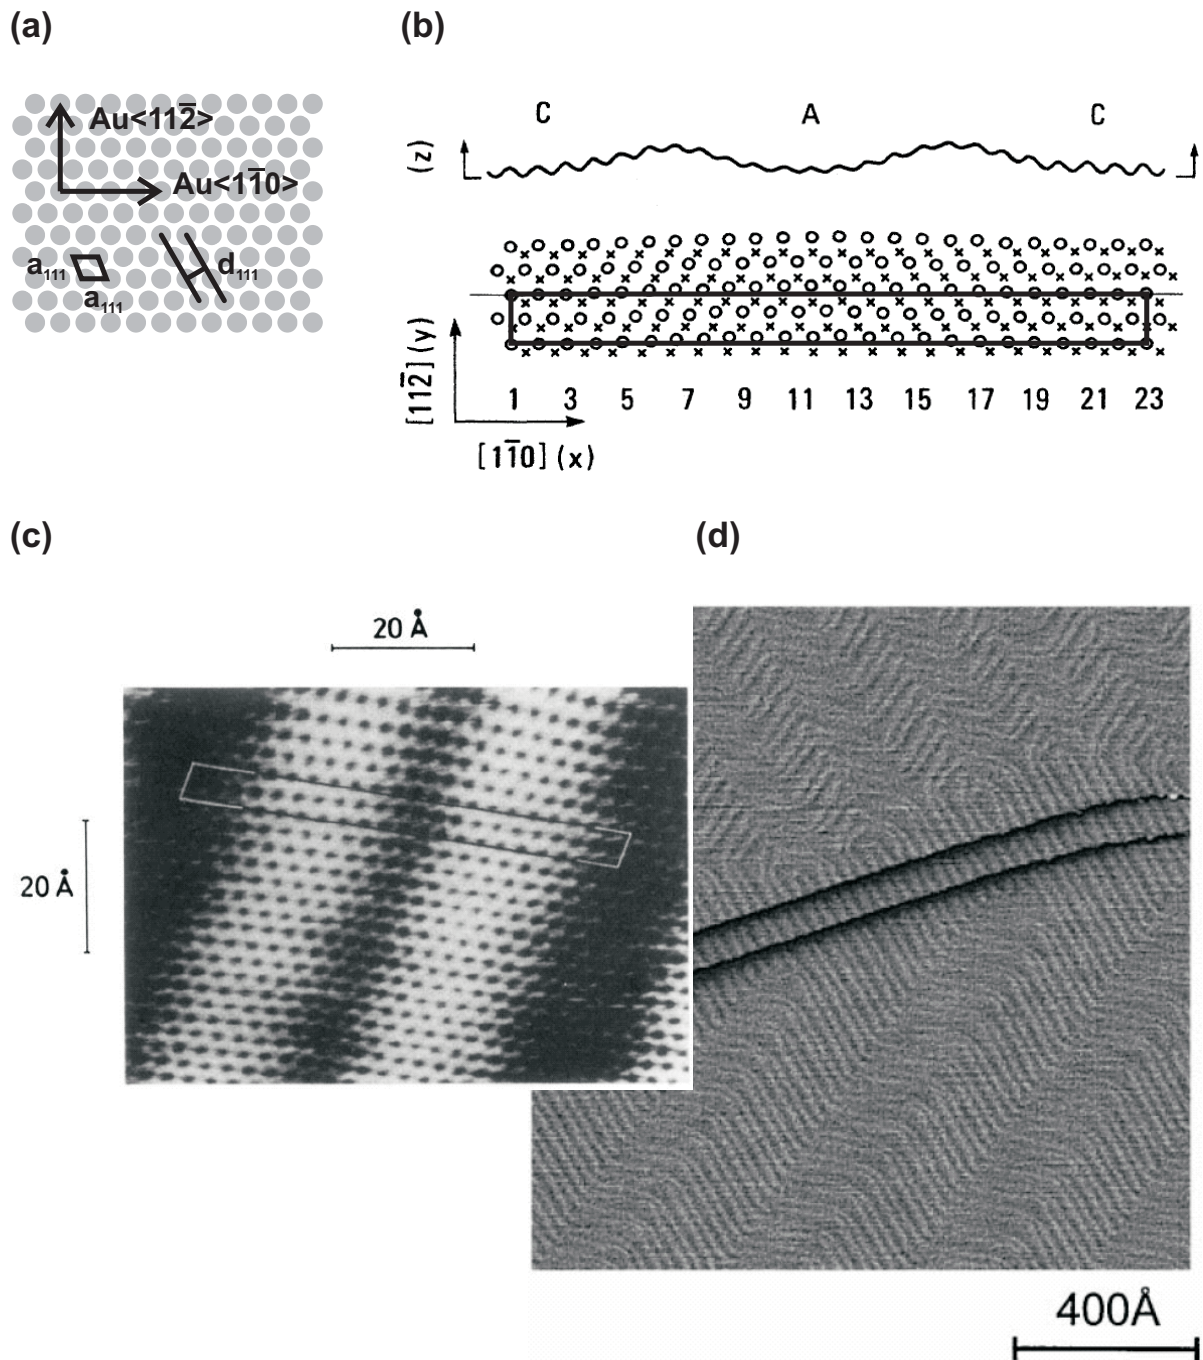 (a)
Au<112̅>
Au<11̅0>
a111
a111
d111
(b)
C A C
(z)
[112̅] (y)
1 3 5 7 9 11 13 15 17 19 21 23
[11̅0] (x)
(c)
20 Å
20 Å
(d)
400Å